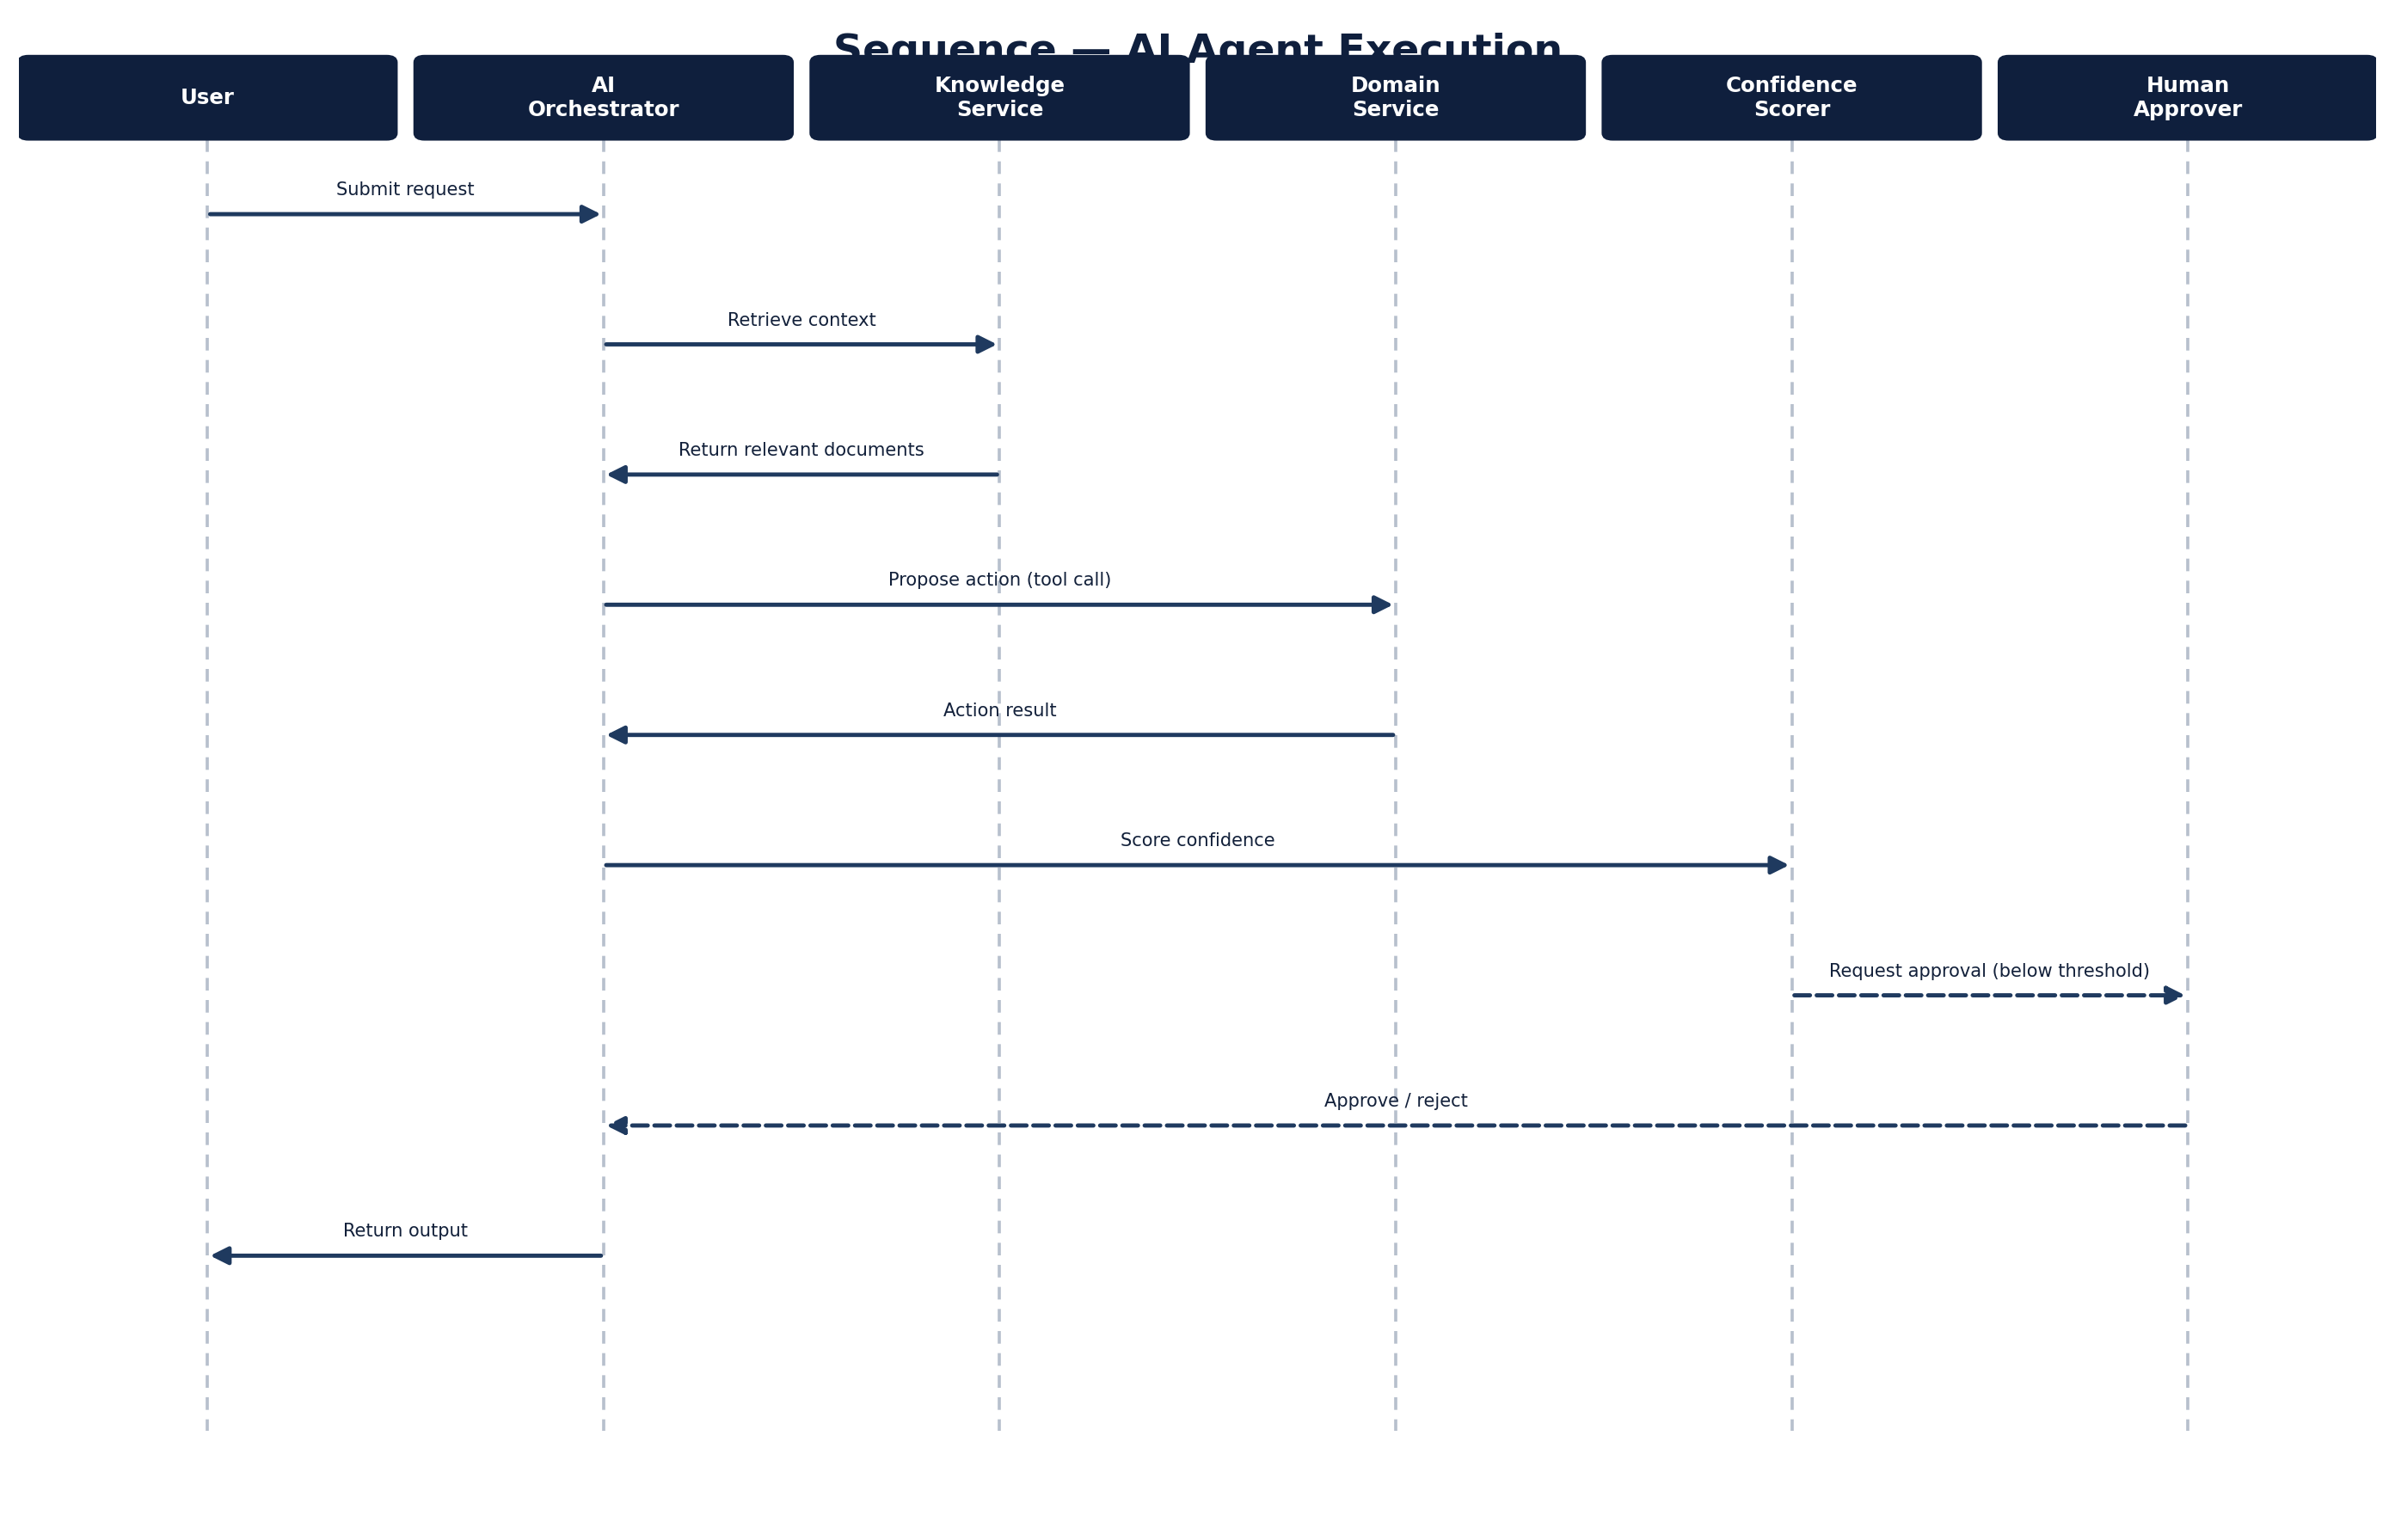 Sequence — AI Agent Execution
User
AI
Orchestrator
Knowledge
Service
Domain
Service
Confidence
Scorer
Human
Approver
Submit request
Retrieve context
Return relevant documents
Propose action (tool call)
Action result
Score confidence
Request approval (below threshold)
Approve / reject
Return output